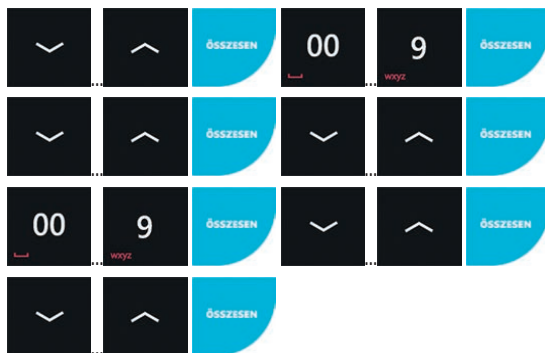 ... ÖSSZESEN 00 ... 9 wxyz ÖSSZESEN
... ÖSSZESEN ... ÖSSZESEN
00 ... 9 wxyz ÖSSZESEN ... ÖSSZESEN
... ÖSSZESEN